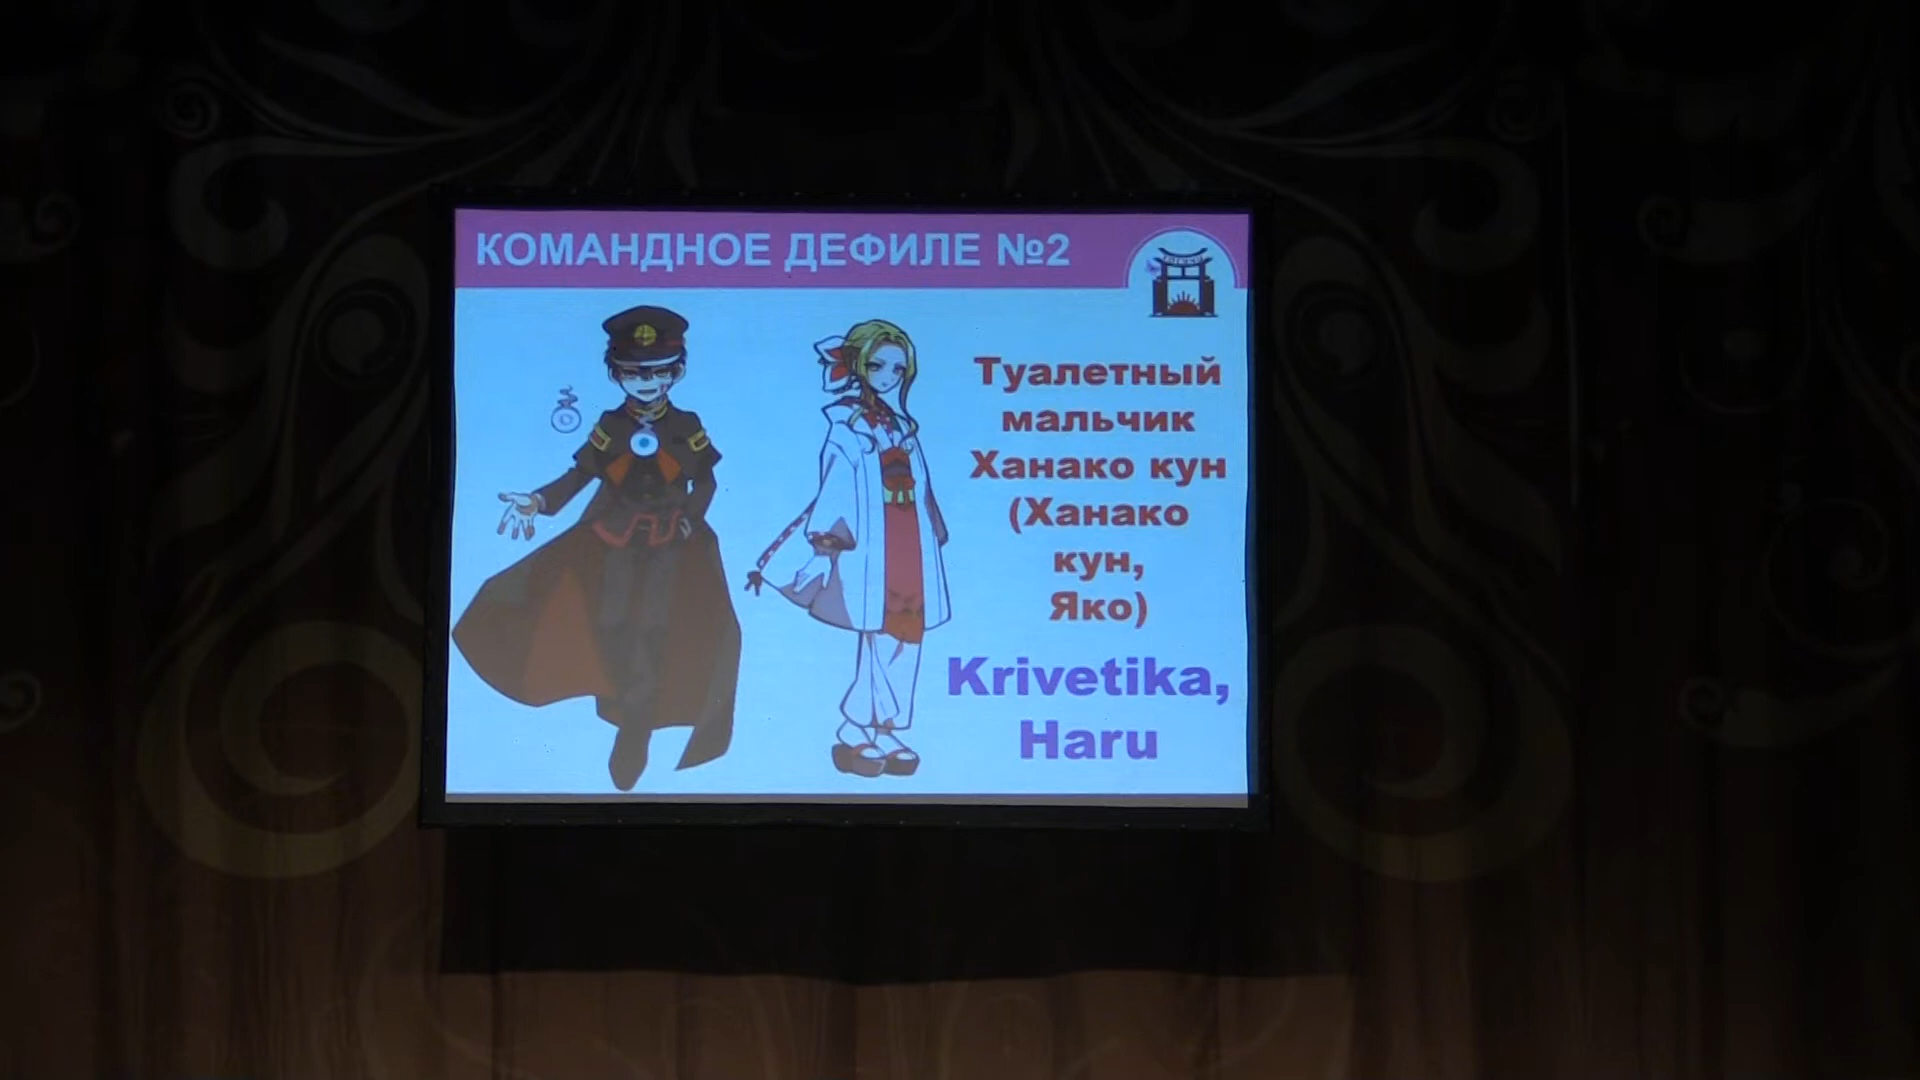 КОМАНДНОЕ ДЕФИЛЕ №2
Туалетный
мальчик
Ханако кун
(Ханако
кун,
Яко)
Krivetika,
Haru